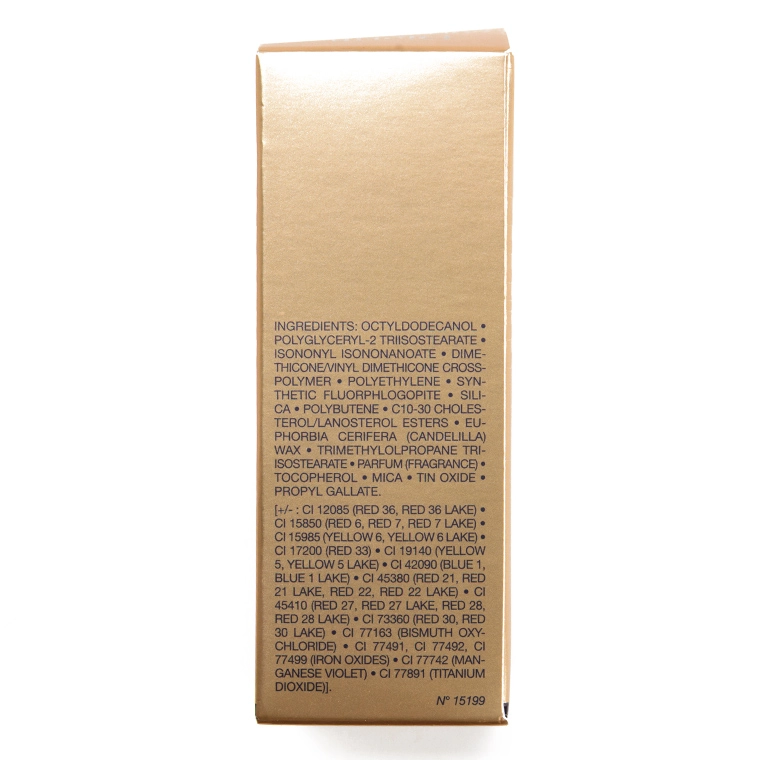 INGREDIENTS: OCTYLDODECANOL •
POLYGLYCERYL-2 TRIISOSTEARATE •
ISONONYL ISONONANOATE • DIME-
THICONE/VINYL DIMETHICONE CROSS-
POLYMER • POLYETHYLENE • SYN-
THETIC FLUORPHLOGOPITE • SILI-
CA • POLYBUTENE • C10-30 CHOLES-
TEROL/LANOSTEROL ESTERS • EU-
PHORBIA CERIFERA (CANDELILLA)
WAX • TRIMETHYLOLPROPANE TRI-
ISOSTEARATE • PARFUM (FRAGRANCE) •
TOCOPHEROL • MICA • TIN OXIDE •
PROPYL GALLATE.
[+/- : CI 12085 (RED 36, RED 36 LAKE) •
CI 15850 (RED 6, RED 7, RED 7 LAKE) •
CI 15985 (YELLOW 6, YELLOW 6 LAKE) •
CI 17200 (RED 33) • CI 19140 (YELLOW
5, YELLOW 5 LAKE) • CI 42090 (BLUE 1,
BLUE 1 LAKE) • CI 45380 (RED 21, RED
21 LAKE, RED 22, RED 22 LAKE) • CI
45410 (RED 27, RED 27 LAKE, RED 28,
RED 28 LAKE) • CI 73360 (RED 30, RED
30 LAKE) • CI 77163 (BISMUTH OXY-
CHLORIDE) • CI 77491, CI 77492, CI
77499 (IRON OXIDES) • CI 77742 (MAN-
GANESE VIOLET) • CI 77891 (TITANIUM
DIOXIDE)].
N° 15199